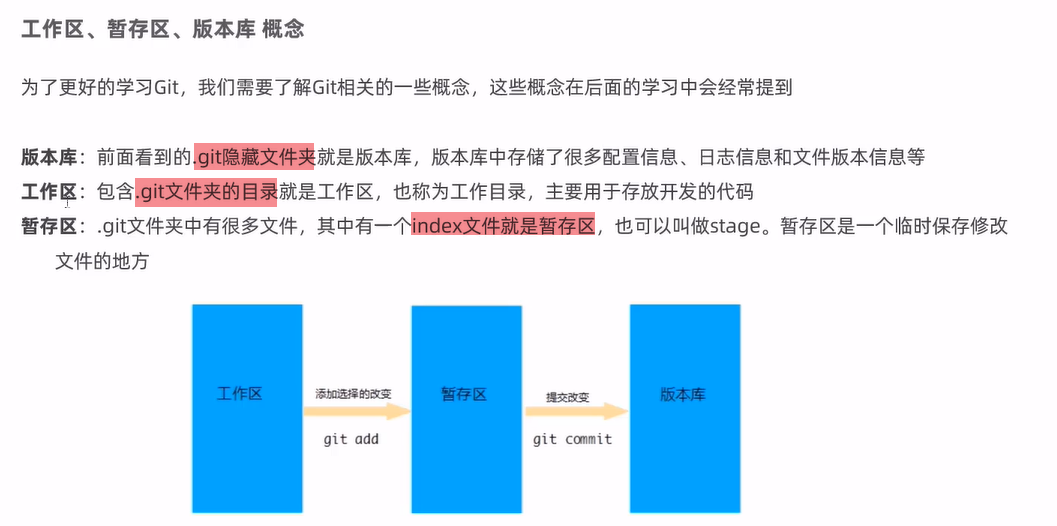 工作区、暂存区、版本库 概念
为了更好的学习Git，我们需要了解Git相关的一些概念，这些概念在后面的学习中会经常提到
版本库：前面看到的.git隐藏文件夹就是版本库，版本库中存储了很多配置信息、日志信息和文件版本信息等
工作区：包含.git文件夹的目录就是工作区，也称为工作目录，主要用于存放开发的代码
暂存区：.git文件夹中有很多文件，其中有一个index文件就是暂存区，也可以叫做stage。暂存区是一个临时保存修改
文件的地方
工作区
添加选择的改变
git add
暂存区
提交改变
git commit
版本库